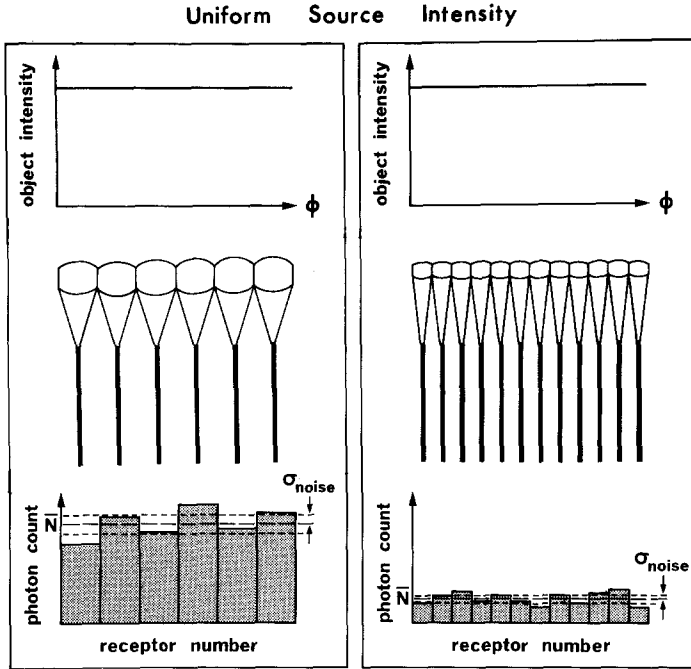 Uniform Source Intensity
object intensity
ϕ
σnoise
N̅
photon count
receptor number
object intensity
ϕ
σnoise
N̅
photon count
receptor number